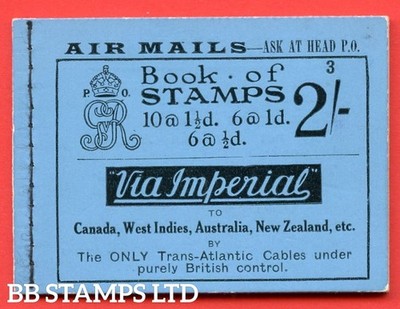 AIR MAILS—ASK AT HEAD P.O.
3
P. O.
GR
Book · of
STAMPS
10 @ 1½d. 6 @ 1d.
6 @ ½d.
2/-
"Via Imperial"
TO
Canada, West Indies, Australia, New Zealand, etc.
BY
The ONLY Trans-Atlantic Cables under
purely British control.
BB STAMPS LTD